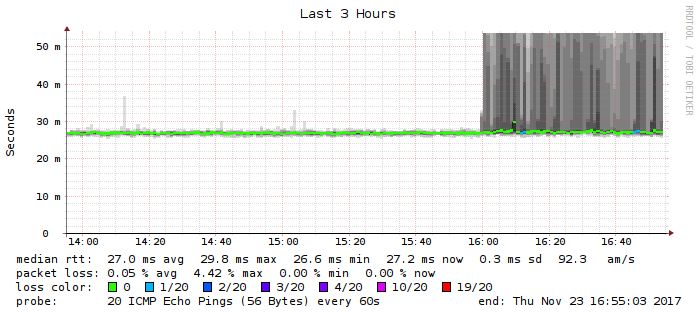 Last 3 Hours
RRDTOOL / TOBI OETIKER
Seconds
50 m
40 m
30 m
20 m
10 m
0
14:00 14:20 14:40 15:00 15:20 15:40 16:00 16:20 16:40
median rtt: 27.0 ms avg 29.8 ms max 26.6 ms min 27.2 ms now 0.3 ms sd 92.3 am/s
packet loss: 0.05 % avg 4.42 % max 0.00 % min 0.00 % now
loss color: 0 1/20 2/20 3/20 4/20 10/20 19/20
probe: 20 ICMP Echo Pings (56 Bytes) every 60s end: Thu Nov 23 16:55:03 2017